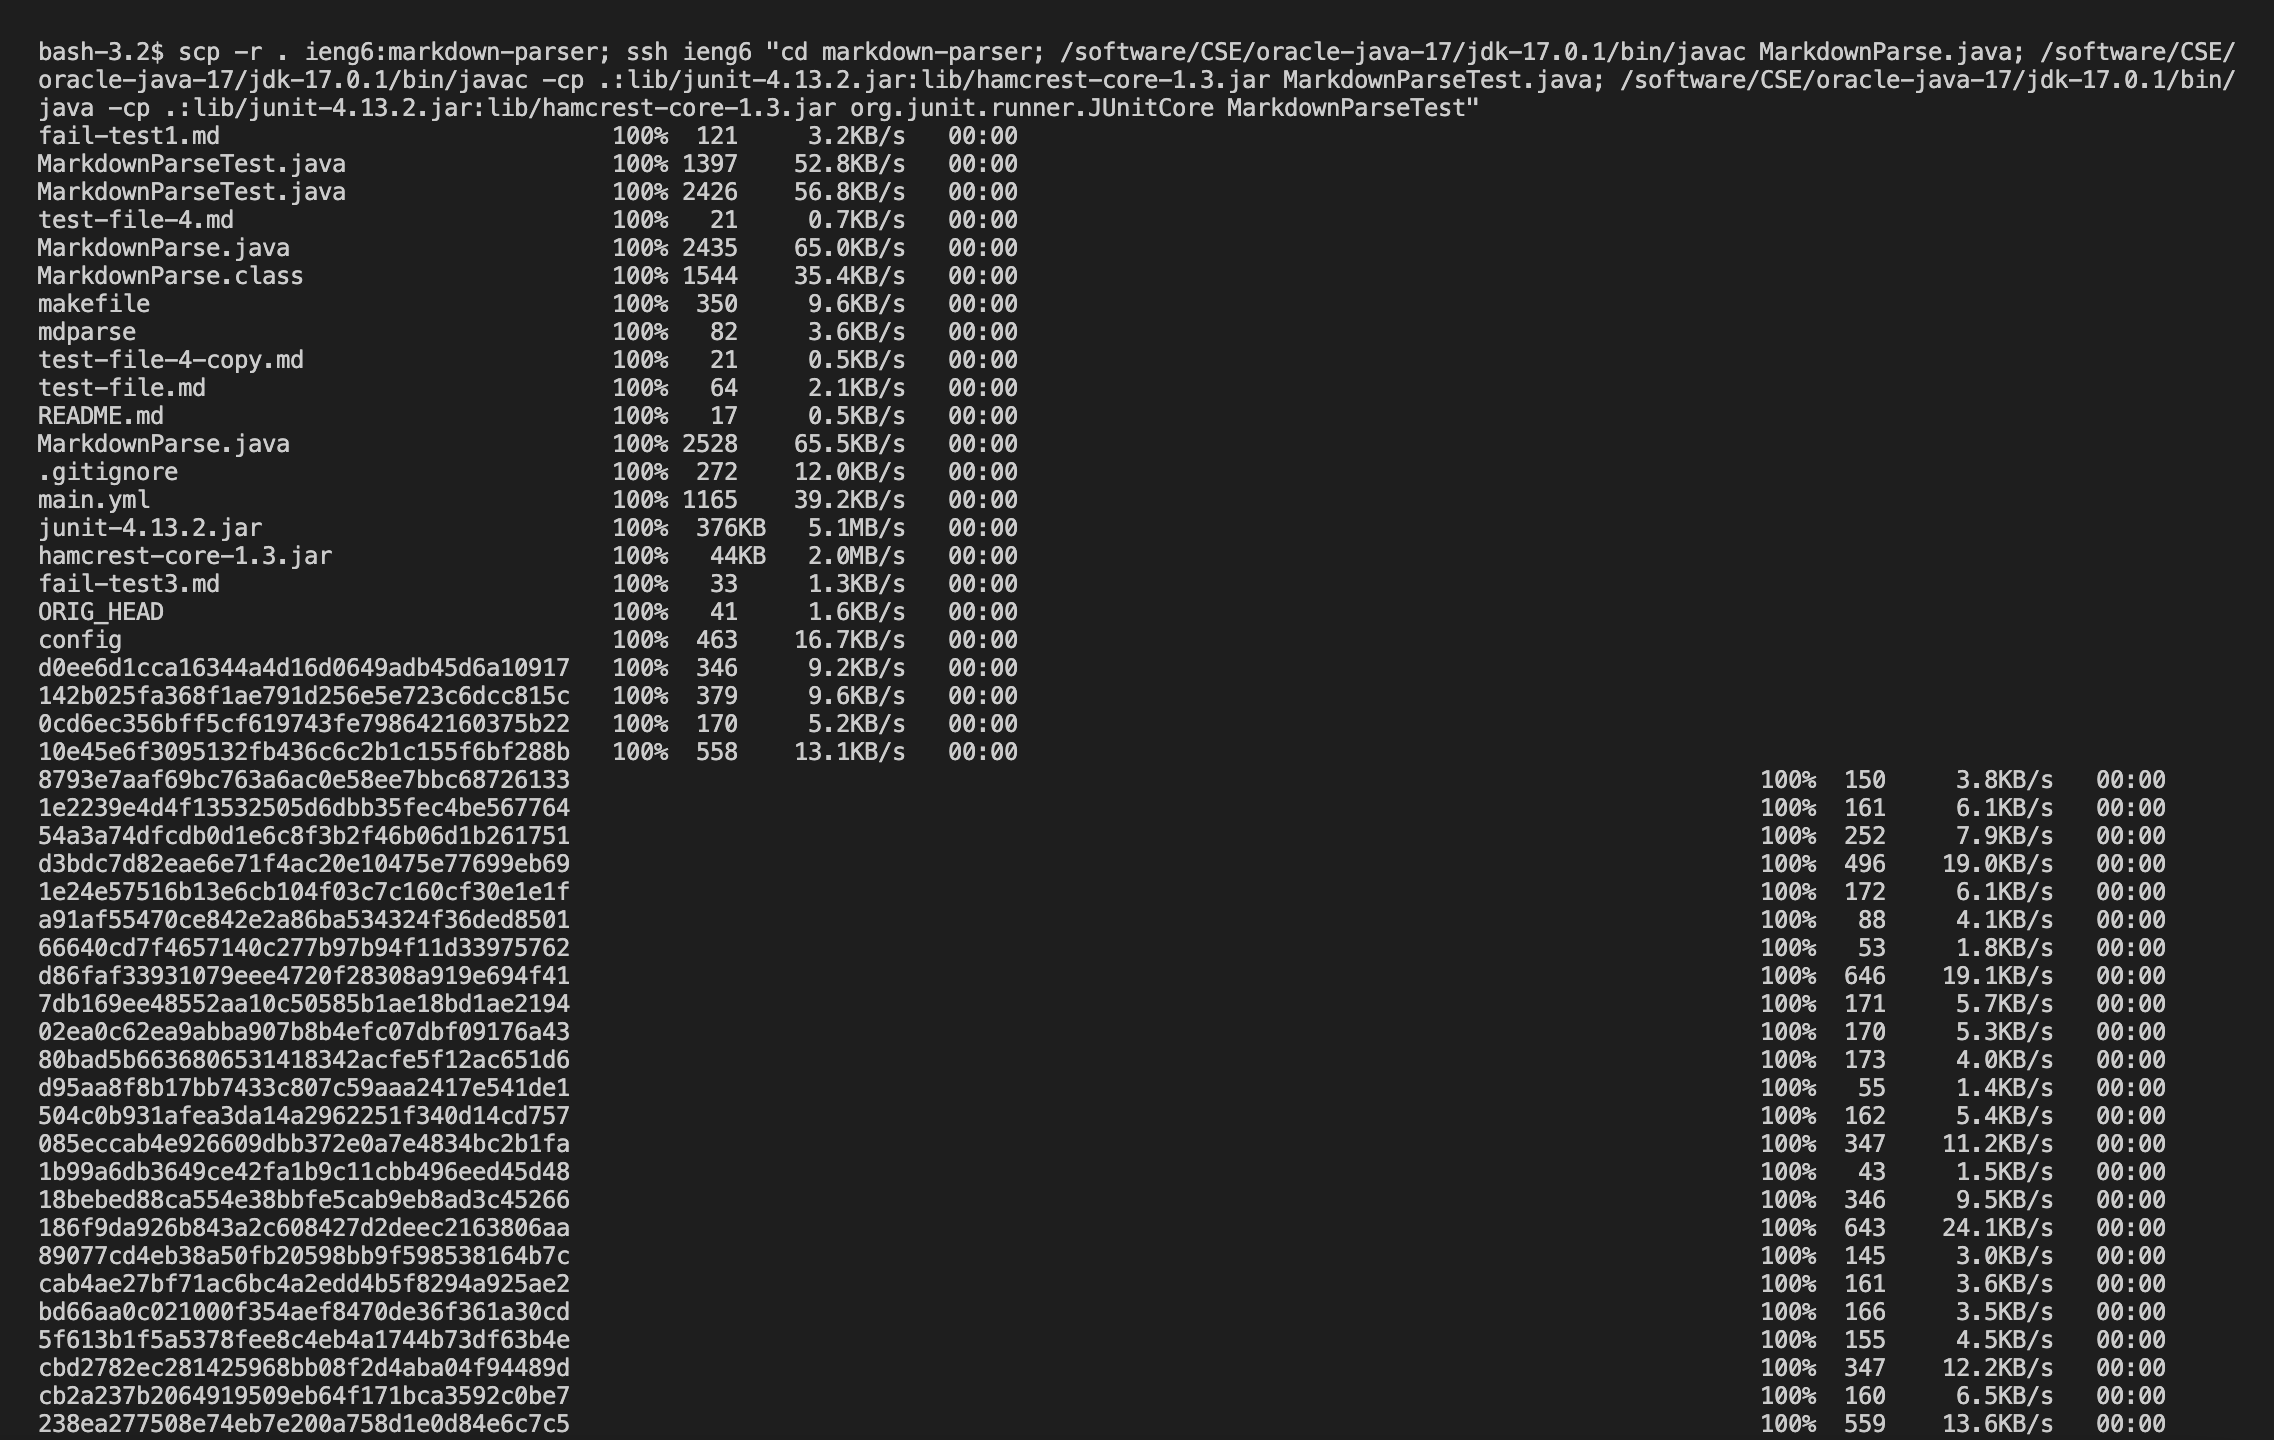 bash-3.2$ scp -r . ieng6:markdown-parser; ssh ieng6 "cd markdown-parser; /software/CSE/oracle-java-17/jdk-17.0.1/bin/javac MarkdownParse.java; /software/CSE/
oracle-java-17/jdk-17.0.1/bin/javac -cp .:lib/junit-4.13.2.jar:lib/hamcrest-core-1.3.jar MarkdownParseTest.java; /software/CSE/oracle-java-17/jdk-17.0.1/bin/
java -cp .:lib/junit-4.13.2.jar:lib/hamcrest-core-1.3.jar org.junit.runner.JUnitCore MarkdownParseTest"
fail-test1.md 100% 121 3.2KB/s 00:00
MarkdownParseTest.java 100% 1397 52.8KB/s 00:00
MarkdownParseTest.java 100% 2426 56.8KB/s 00:00
test-file-4.md 100% 21 0.7KB/s 00:00
MarkdownParse.java 100% 2435 65.0KB/s 00:00
MarkdownParse.class 100% 1544 35.4KB/s 00:00
makefile 100% 350 9.6KB/s 00:00
mdparse 100% 82 3.6KB/s 00:00
test-file-4-copy.md 100% 21 0.5KB/s 00:00
test-file.md 100% 64 2.1KB/s 00:00
README.md 100% 17 0.5KB/s 00:00
MarkdownParse.java 100% 2528 65.5KB/s 00:00
.gitignore 100% 272 12.0KB/s 00:00
main.yml 100% 1165 39.2KB/s 00:00
junit-4.13.2.jar 100% 376KB 5.1MB/s 00:00
hamcrest-core-1.3.jar 100% 44KB 2.0MB/s 00:00
fail-test3.md 100% 33 1.3KB/s 00:00
ORIG_HEAD 100% 41 1.6KB/s 00:00
config 100% 463 16.7KB/s 00:00
d0ee6d1cca16344a4d16d0649adb45d6a10917 100% 346 9.2KB/s 00:00
142b025fa368f1ae791d256e5e723c6dcc815c 100% 379 9.6KB/s 00:00
0cd6ec356bff5cf619743fe798642160375b22 100% 170 5.2KB/s 00:00
10e45e6f3095132fb436c6c2b1c155f6bf288b 100% 558 13.1KB/s 00:00
8793e7aaf69bc763a6ac0e58ee7bbc68726133 100% 150 3.8KB/s 00:00
1e2239e4d4f13532505d6dbb35fec4be567764 100% 161 6.1KB/s 00:00
54a3a74dfcdb0d1e6c8f3b2f46b06d1b261751 100% 252 7.9KB/s 00:00
d3bdc7d82eae6e71f4ac20e10475e77699eb69 100% 496 19.0KB/s 00:00
1e24e57516b13e6cb104f03c7c160cf30e1e1f 100% 172 6.1KB/s 00:00
a91af55470ce842e2a86ba534324f36ded8501 100% 88 4.1KB/s 00:00
66640cd7f4657140c277b97b94f11d33975762 100% 53 1.8KB/s 00:00
d86faf33931079eee4720f28308a919e694f41 100% 646 19.1KB/s 00:00
7db169ee48552aa10c50585b1ae18bd1ae2194 100% 171 5.7KB/s 00:00
02ea0c62ea9abba907b8b4efc07dbf09176a43 100% 170 5.3KB/s 00:00
80bad5b6636806531418342acfe5f12ac651d6 100% 173 4.0KB/s 00:00
d95aa8f8b17bb7433c807c59aaa2417e541de1 100% 55 1.4KB/s 00:00
504c0b931afea3da14a2962251f340d14cd757 100% 162 5.4KB/s 00:00
085eccab4e926609dbb372e0a7e4834bc2b1fa 100% 347 11.2KB/s 00:00
1b99a6db3649ce42fa1b9c11cbb496eed45d48 100% 43 1.5KB/s 00:00
18bebed88ca554e38bbfe5cab9eb8ad3c45266 100% 346 9.5KB/s 00:00
186f9da926b843a2c608427d2deec2163806aa 100% 643 24.1KB/s 00:00
89077cd4eb38a50fb20598bb9f598538164b7c 100% 145 3.0KB/s 00:00
cab4ae27bf71ac6bc4a2edd4b5f8294a925ae2 100% 161 3.6KB/s 00:00
bd66aa0c021000f354aef8470de36f361a30cd 100% 166 3.5KB/s 00:00
5f613b1f5a5378fee8c4eb4a1744b73df63b4e 100% 155 4.5KB/s 00:00
cbd2782ec281425968bb08f2d4aba04f94489d 100% 347 12.2KB/s 00:00
cb2a237b2064919509eb64f171bca3592c0be7 100% 160 6.5KB/s 00:00
238ea277508e74eb7e200a758d1e0d84e6c7c5 100% 559 13.6KB/s 00:00